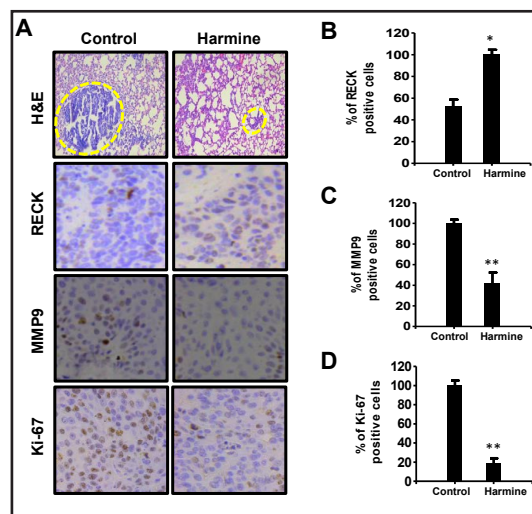 A
Control Harmine
H&E
RECK
MMP9
Ki-67
B
% of RECK
positive cells
120
100
80
60
40
20
0
*
Control Harmine
C
% of MMP9
positive cells
120
100
80
60
40
20
0
**
Control Harmine
D
% of Ki-67
positive cells
120
100
80
60
40
20
0
**
Control Harmine